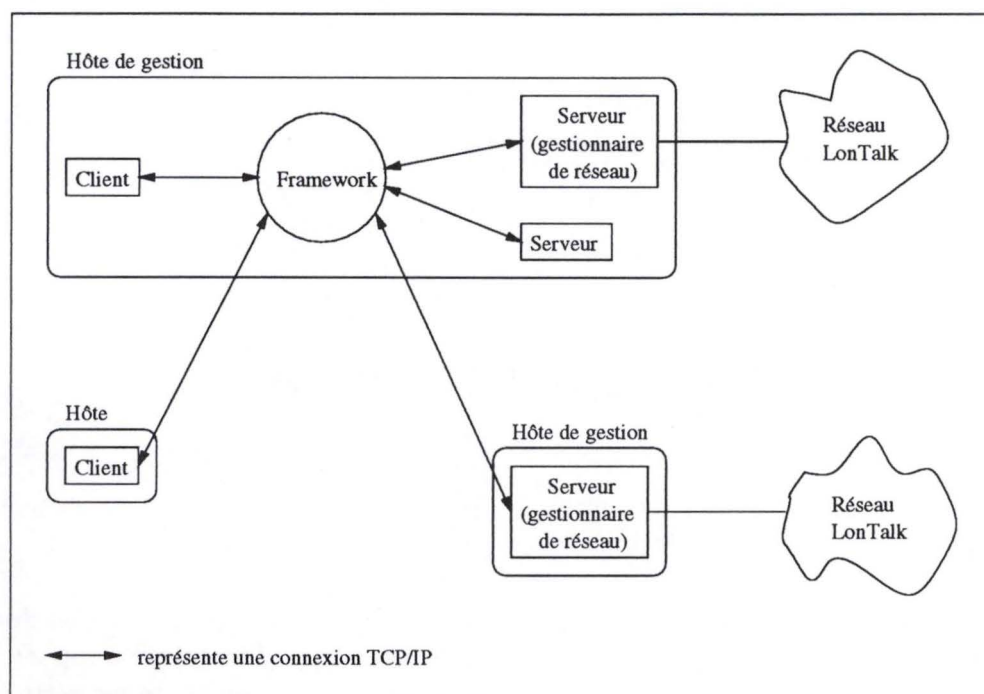 Hôte de gestion
Client
Framework
Serveur
(gestionnaire
de réseau)
Serveur
Réseau
LonTalk
Hôte
Client
Hôte de gestion
Serveur
(gestionnaire
de réseau)
Réseau
LonTalk
représente une connexion TCP/IP